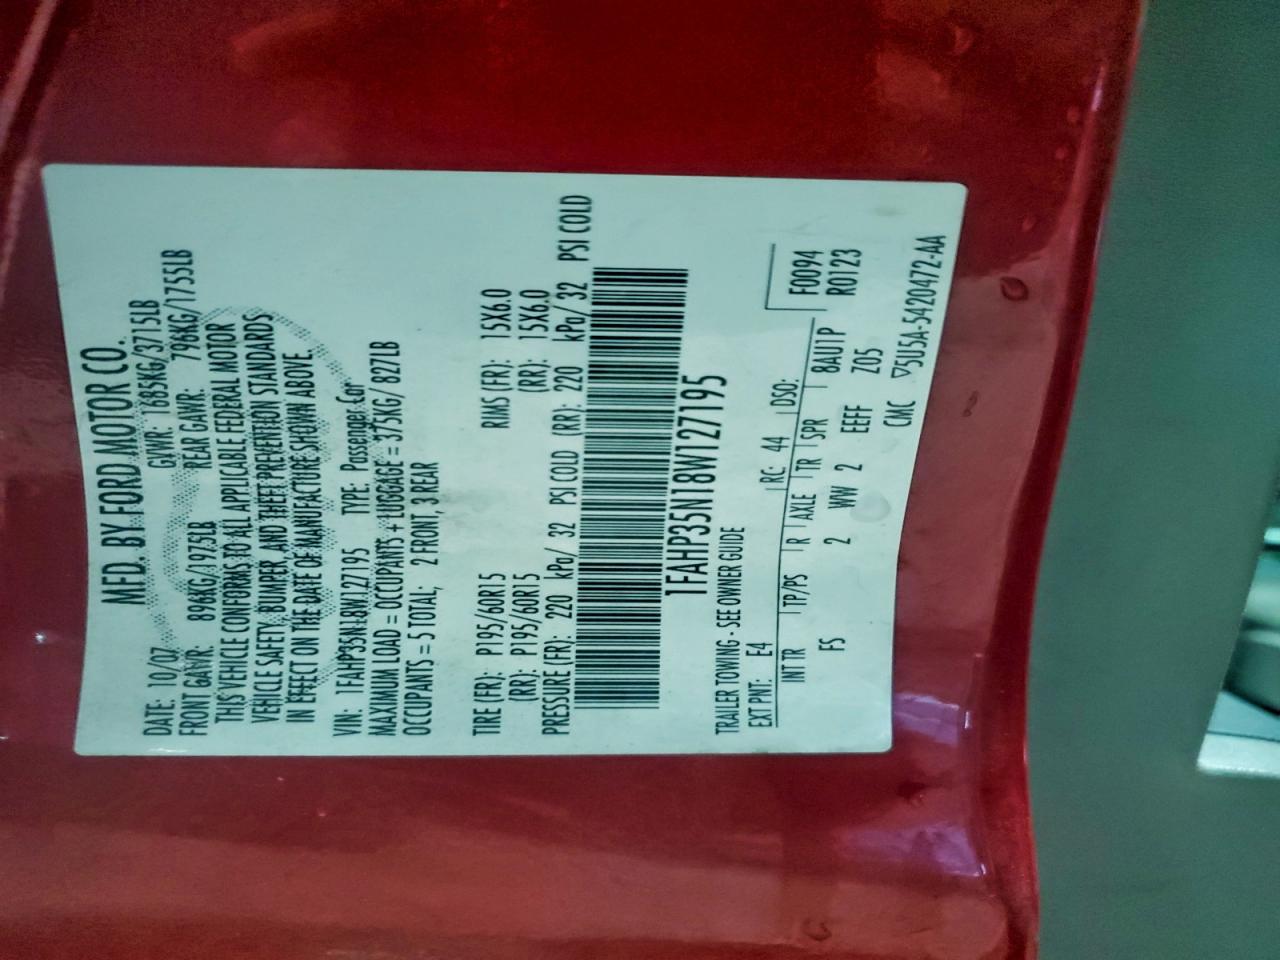 MFD. BY FORD MOTOR CO.
DATE: 10/07 GVWR: 1685KG/3715LB
FRONT GAWR: 896KG/1975LB REAR GAWR: 796KG/1755LB
THIS VEHICLE CONFORMS TO ALL APPLICABLE FEDERAL MOTOR
VEHICLE SAFETY, BUMPER, AND THEFT PREVENTION STANDARDS
IN EFFECT ON THE DATE OF MANUFACTURE SHOWN ABOVE.
VIN: 1FAHP35N18W127195 TYPE: Passenger Car
MAXIMUM LOAD = OCCUPANTS + LUGGAGE = 375KG/ 827LB
OCCUPANTS = 5 TOTAL; 2 FRONT, 3 REAR
TIRE (FR): P195/60R15 RIMS (FR): 15X6.0
(RR): P195/60R15 (RR): 15X6.0
PRESSURE (FR): 220 kPa/ 32 PSI COLD (RR): 220 kPa/ 32 PSI COLD
1FAHP35N18W127195
TRAILER TOWING - SEE OWNER GUIDE
EXT PNT: E4 RC: 44 DSO: F0094
INT TR TP/PS R AXLE TR SPR 8AU1P R0123
FS 2 WW 2 EEFF Z05
CMC ▽5U5A-5420472-AA